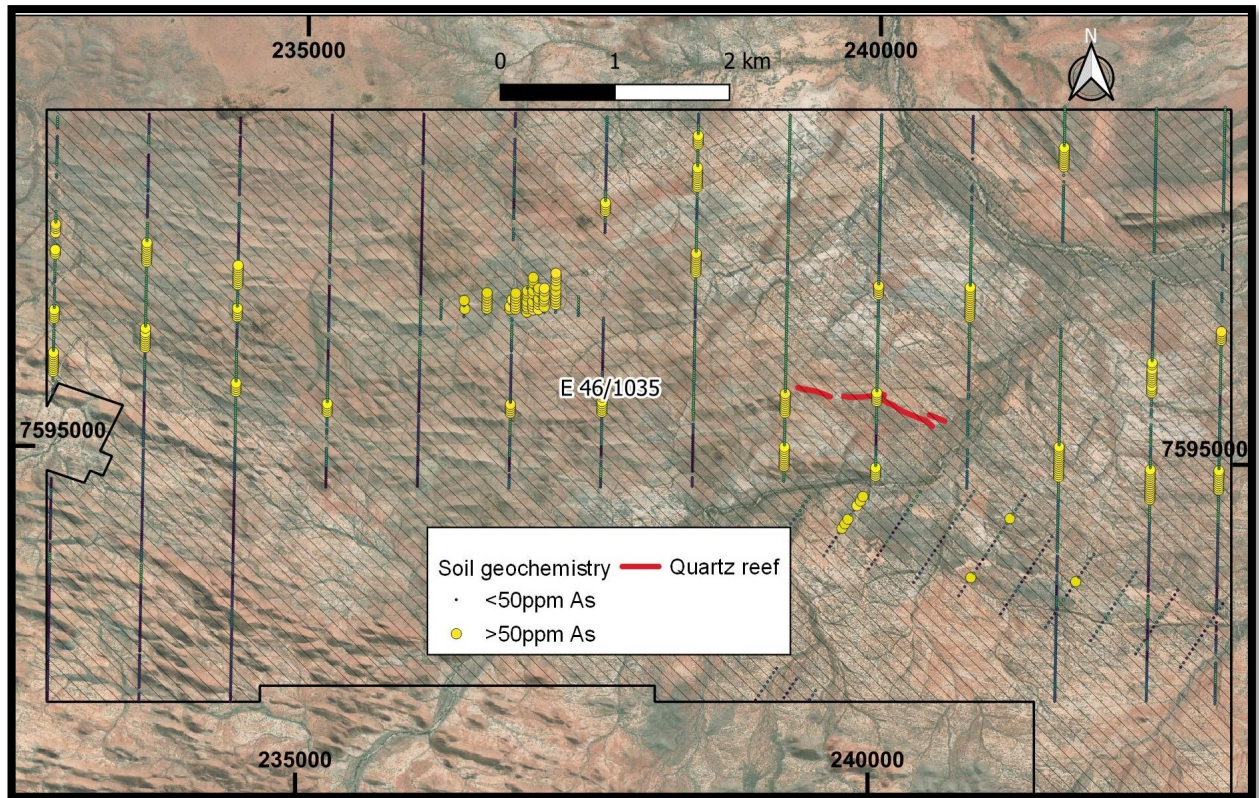 235000
240000
N
0 1 2 km
E 46/1035
7595000
7595000
Soil geochemistry Quartz reef
<50ppm As
>50ppm As
235000
240000